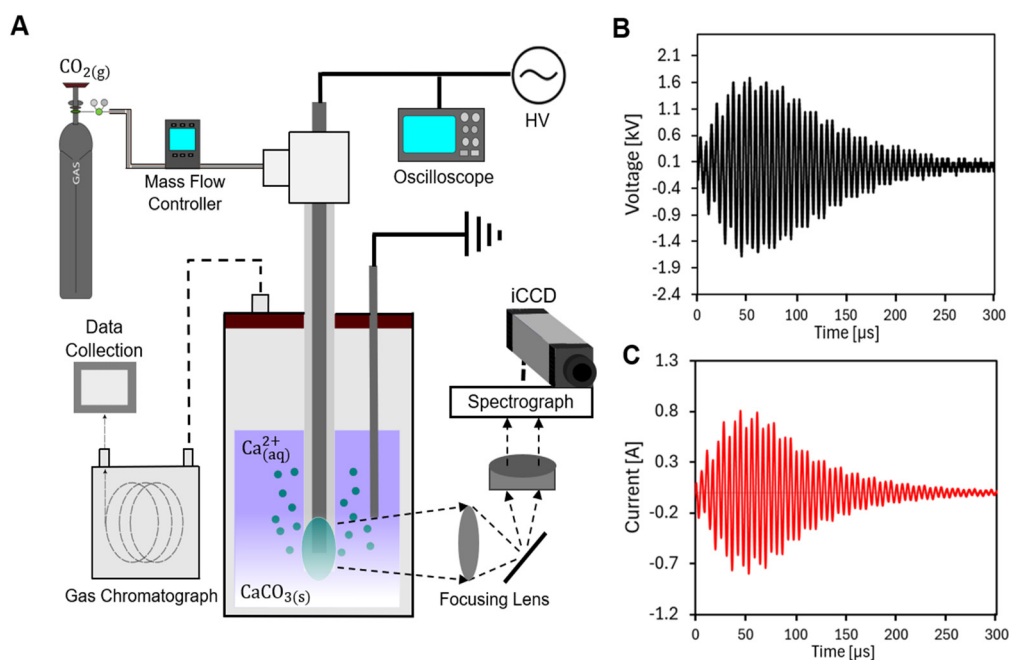 A
CO2(g)
GAS
Mass Flow
Controller
Oscilloscope
HV
Data
Collection
Gas Chromatograph
Ca2+(aq)
CaCO3(s)
iCCD
Spectrograph
Focusing Lens
B
Voltage [kV]
2.1
1.6
1.1
0.6
0.1
-0.4
-0.9
-1.4
-1.9
-2.4
0 50 100 150 200 250 300
Time [µs]
C
Current [A]
1.3
0.8
0.3
-0.2
-0.7
-1.2
0 50 100 150 200 250 300
Time [µs]